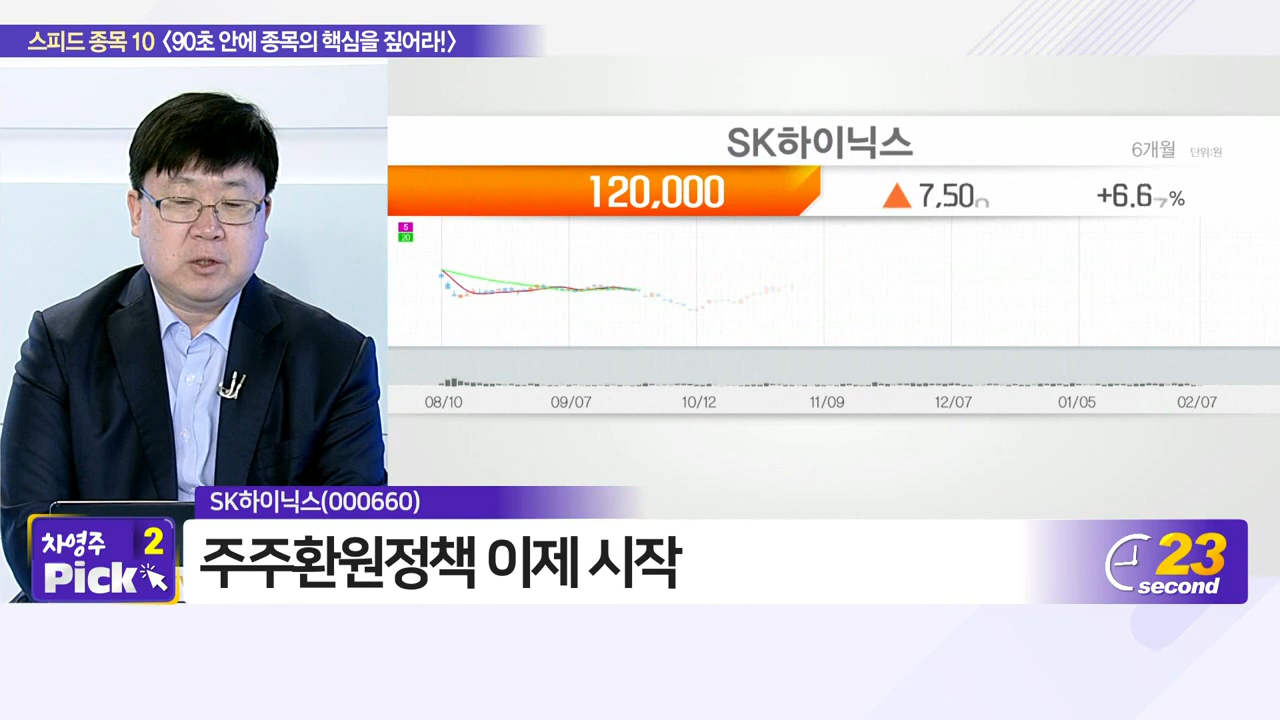 스피드 종목 10 〈90초 안에 종목의 핵심을 짚어라!〉
SK하이닉스
6개월 단위:원
120,000
▲ 7,50
+6.6 %
5
20
08/10 09/07 10/12 11/09 12/07 01/05 02/07
SK하이닉스(000660)
차영주 2
Pick
주주환원정책 이제 시작
23
second